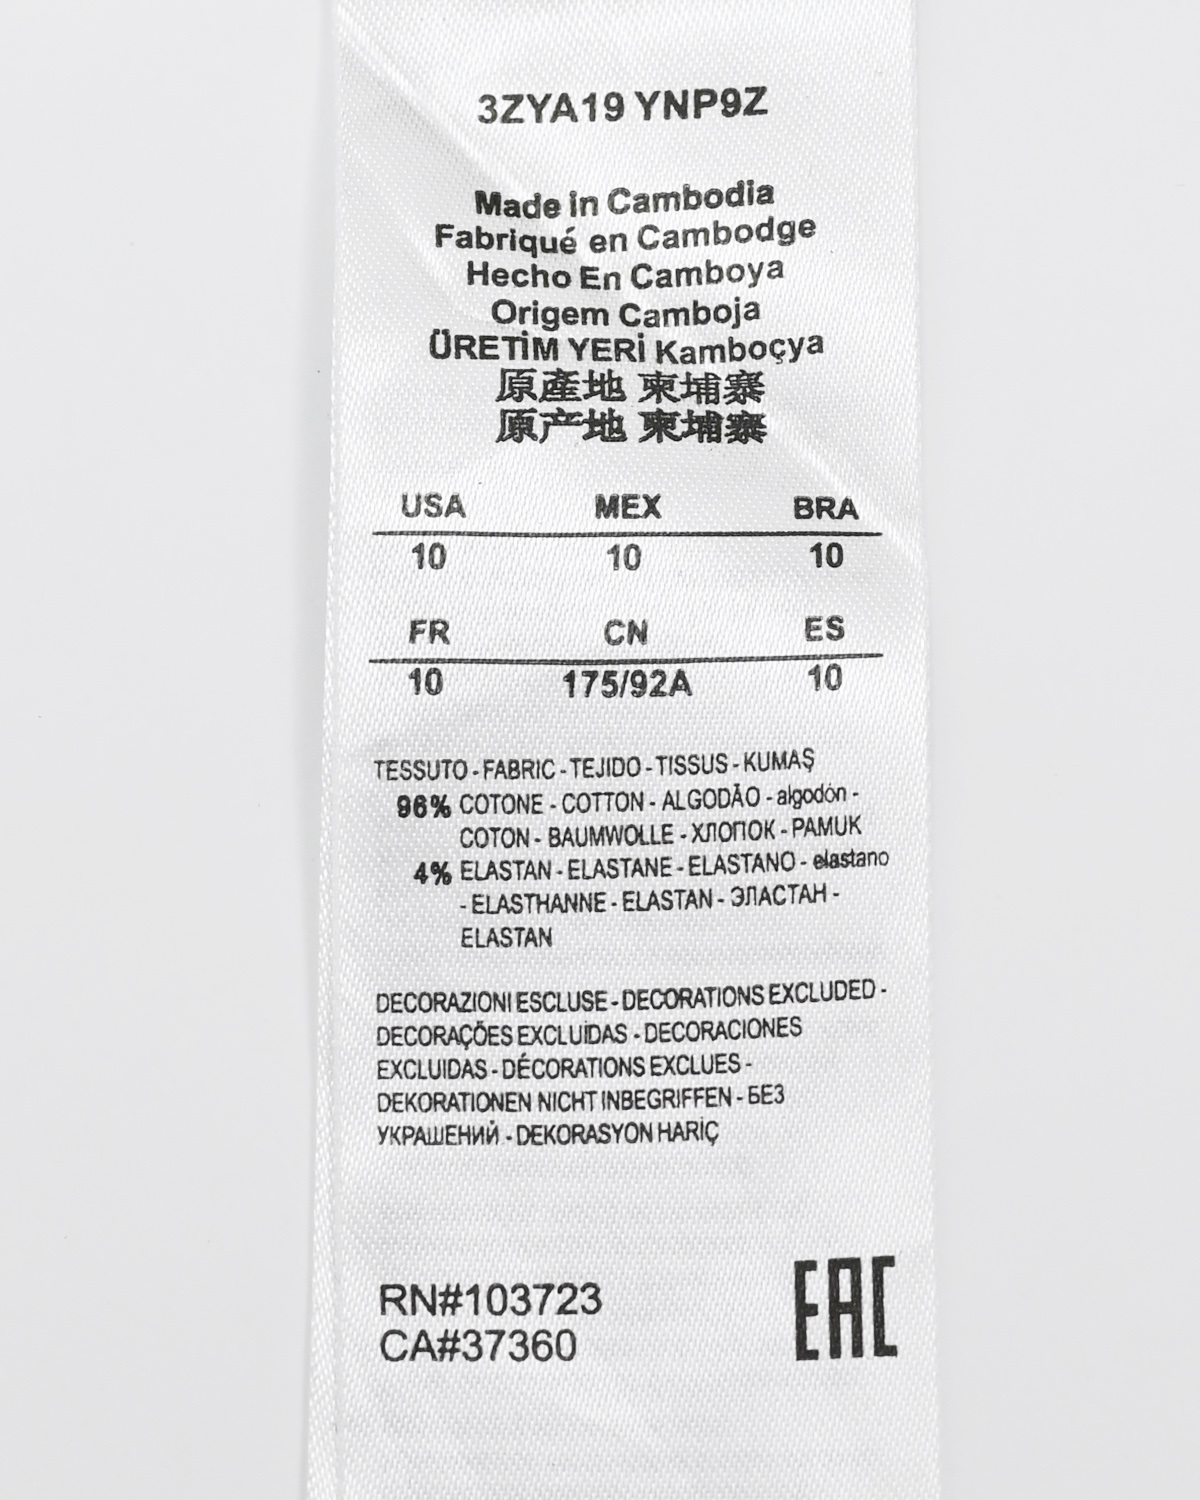 3ZYA19 YNP9Z
Made in Cambodia
Fabriqué en Cambodge
Hecho En Camboya
Origem Camboja
ÜRETİM YERİ Kamboçya
原產地 柬埔寨
原产地 柬埔寨
USA MEX BRA
10 10 10
FR CN ES
10 175/92A 10
TESSUTO - FABRIC - TEJIDO - TISSUS - KUMAŞ
96% COTONE - COTTON - ALGODÃO - algodón -
COTON - BAUMWOLLE - ХЛОПОК - PAMUK
4% ELASTAN - ELASTANE - ELASTANO - elastano
- ELASTHANNE - ELASTAN - ЭЛАСТАН -
ELASTAN
DECORAZIONI ESCLUSE - DECORATIONS EXCLUDED -
DECORAÇÕES EXCLUÍDAS - DECORACIONES
EXCLUIDAS - DÉCORATIONS EXCLUES -
DEKORATIONEN NICHT INBEGRIFFEN - БЕЗ
УКРАШЕНИЙ - DEKORASYON HARİÇ
RN#103723
CA#37360
EAC